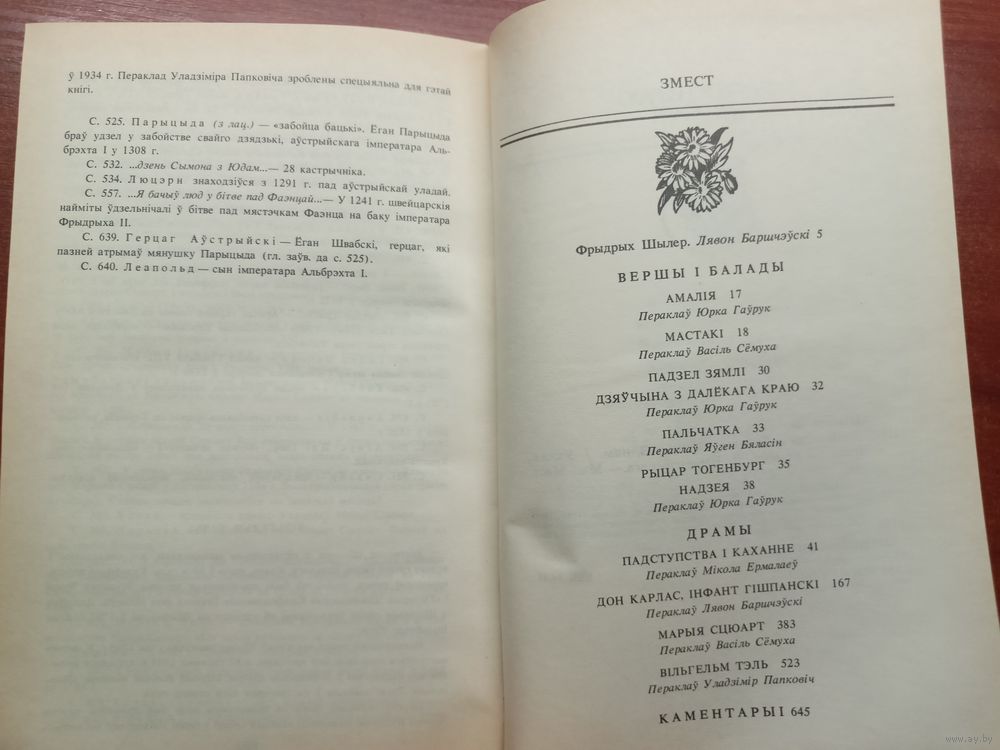 ў 1934 г. Пераклад Уладзіміра Папковіча зроблены спецыяльна для гэтай
кнігі.
С. 525. Парыцыда (з лац.) — «забойца бацькі». Ёган Парыцыда
браў удзел у забойстве свайго дзядзькі, аўстрыйскага імператара Аль-
брэхта I у 1308 г.
С. 532. ...дзень Сымона з Юдам...— 28 кастрычніка.
С. 534. Люцэрн знаходзіўся з 1291 г. пад аўстрыйскай уладай.
С. 557. ...Я бачыў люд у бітве пад Фаэнцай...— У 1241 г. швейцарскія
найміты ўдзельнічалі ў бітве пад мястэчкам Фаэнца на баку імператара
Фрыдрыха II.
С. 639. Герцаг Аўстрыйскі — Ёган Швабскі, герцаг, які
пазней атрымаў мянушку Парыцыда (гл. заўв. да с. 525).
С. 640. Леапольд — сын імператара Альбрэхта I.
ЗМЕСТ
Фрыдрых Шылер. Лявон Баршчэўскі 5
ВЕРШЫ І БАЛАДЫ
АМАЛІЯ 17
Пераклаў Юрка Гаўрук
МАСТАКІ 18
Пераклаў Васіль Сёмуха
ПАДЗЕЛ ЗЯМЛІ 30
ДЗЯЎЧЫНА З ДАЛЁКАГА КРАЮ 32
Пераклаў Юрка Гаўрук
ПАЛЬЧАТКА 33
Пераклаў Яўген Бяласін
РЫЦАР ТОГЕНБУРГ 35
НАДЗЕЯ 38
Пераклаў Юрка Гаўрук
ДРАМЫ
ПАДСТУПСТВА І КАХАННЕ 41
Пераклаў Мікола Ермалаеў
ДОН КАРЛАС, ІНФАНТ ГІШПАНСКІ 167
Пераклаў Лявон Баршчэўскі
МАРЫЯ СЦЮАРТ 383
Пераклаў Васіль Сёмуха
ВІЛЬГЕЛЬМ ТЭЛЬ 523
Пераклаў Уладзімір Папковіч
КАМЕНТАРЫІ 645
www.ay.by